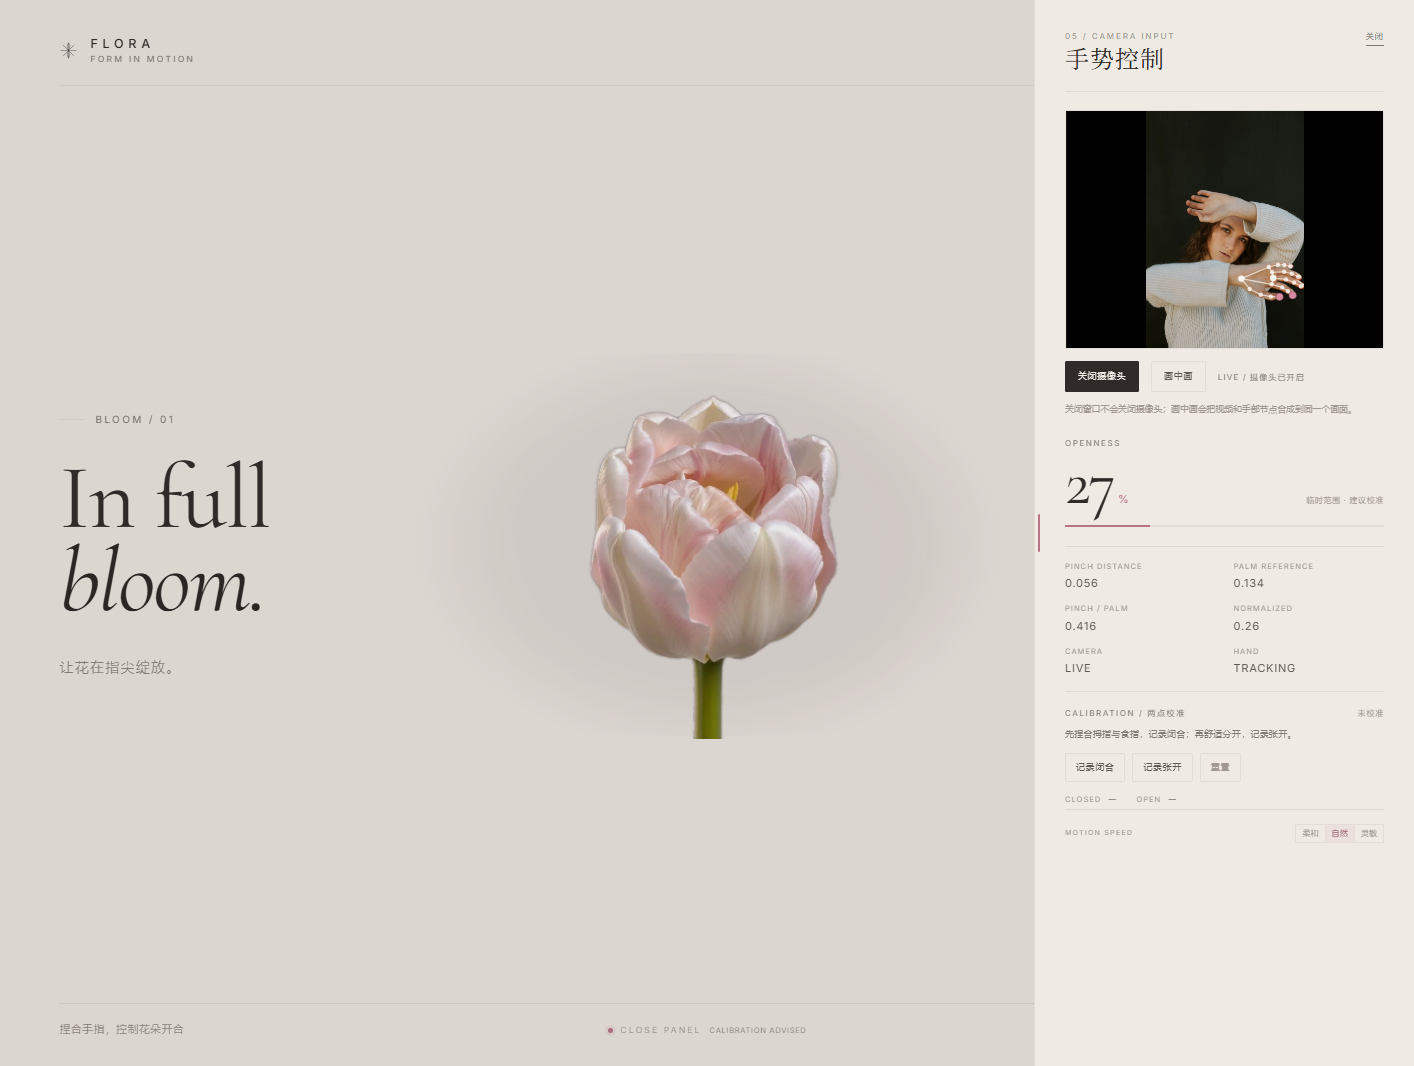 FLORA
FORM IN MOTION
BLOOM / 01
In full
bloom.
让花在指尖绽放。
捏合手指，控制花朵开合
CLOSE PANEL CALIBRATION ADVISED
05 / CAMERA INPUT
关闭
手势控制
关闭摄像头
画中画
LIVE / 摄像头已开启
关闭窗口不会关闭摄像头；画中画会把视频和手部节点合成到同一个画面。
OPENNESS
27 %
临时范围 · 建议校准
PINCH DISTANCE
PALM REFERENCE
0.056
0.134
PINCH / PALM
NORMALIZED
0.416
0.26
CAMERA
HAND
LIVE
TRACKING
CALIBRATION / 两点校准
未校准
先捏合拇指与食指，记录闭合；再舒适分开，记录张开。
记录闭合
记录张开
重置
CLOSED —
OPEN —
MOTION SPEED
柔和
自然
灵敏